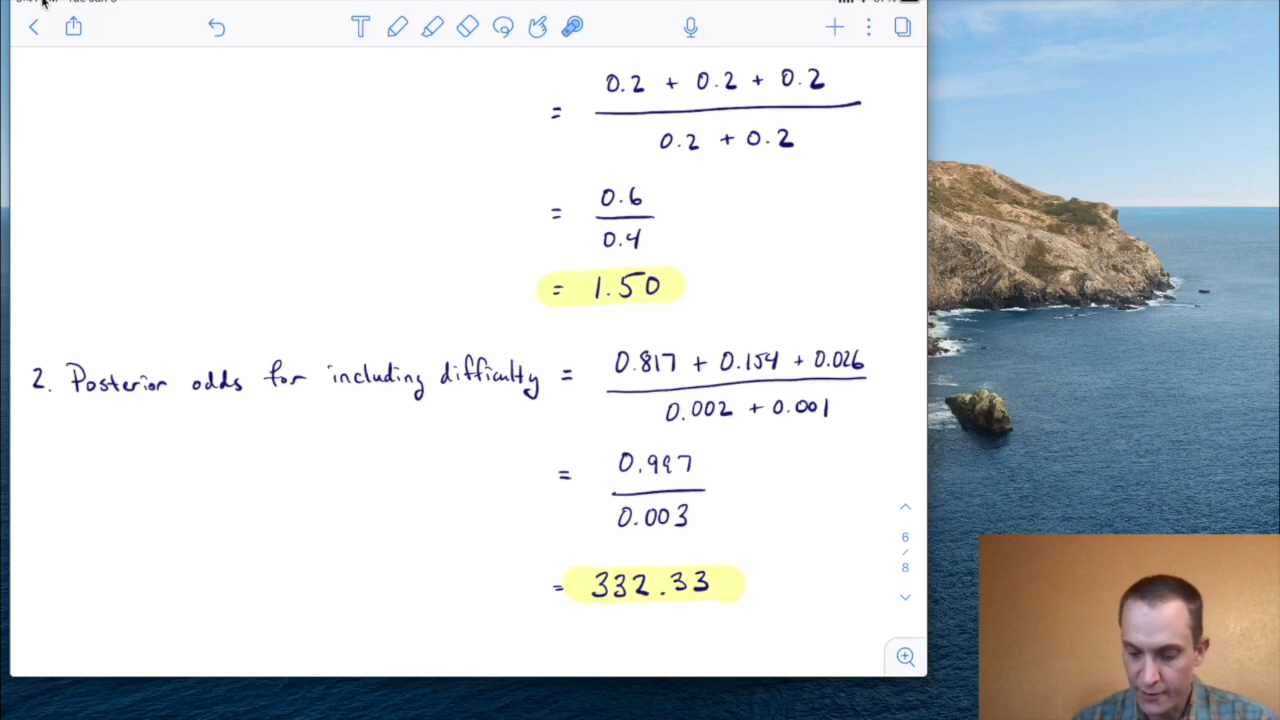 0.2 + 0.2 + 0.2
=
0.2 + 0.2
= 0.6
0.4
= 1.50
2. Posterior odds for including difficulty = 0.817 + 0.154 + 0.026
0.002 + 0.001
= 0.997
0.003
= 332.33
6
/
8